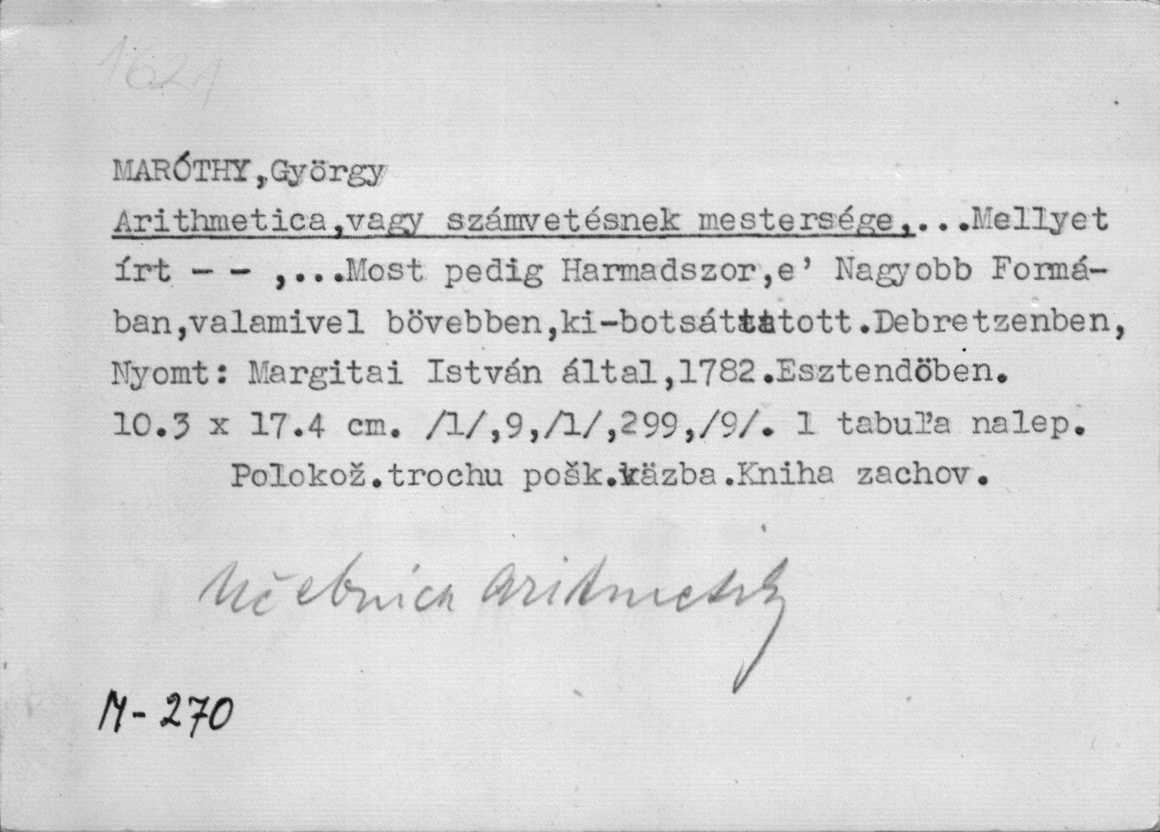 1621
MARÓTHY,György
Arithmetica,vagy számvetésnek mestersége,...Mellyet
írt - - ,...Most pedig Harmadszor,e' Nagyobb Formá-
ban,valamivel bövebben,ki-botsáttatott.Debretzenben,
Nyomt: Margitai István által,1782.Esztendöben.
10.3 x 17.4 cm. /1/,9,/1/,299,/9/. 1 tabuľa nalep.
Polokož.trochu pošk.väzba.Kniha zachov.
Učebnica aritmetiky
M-270